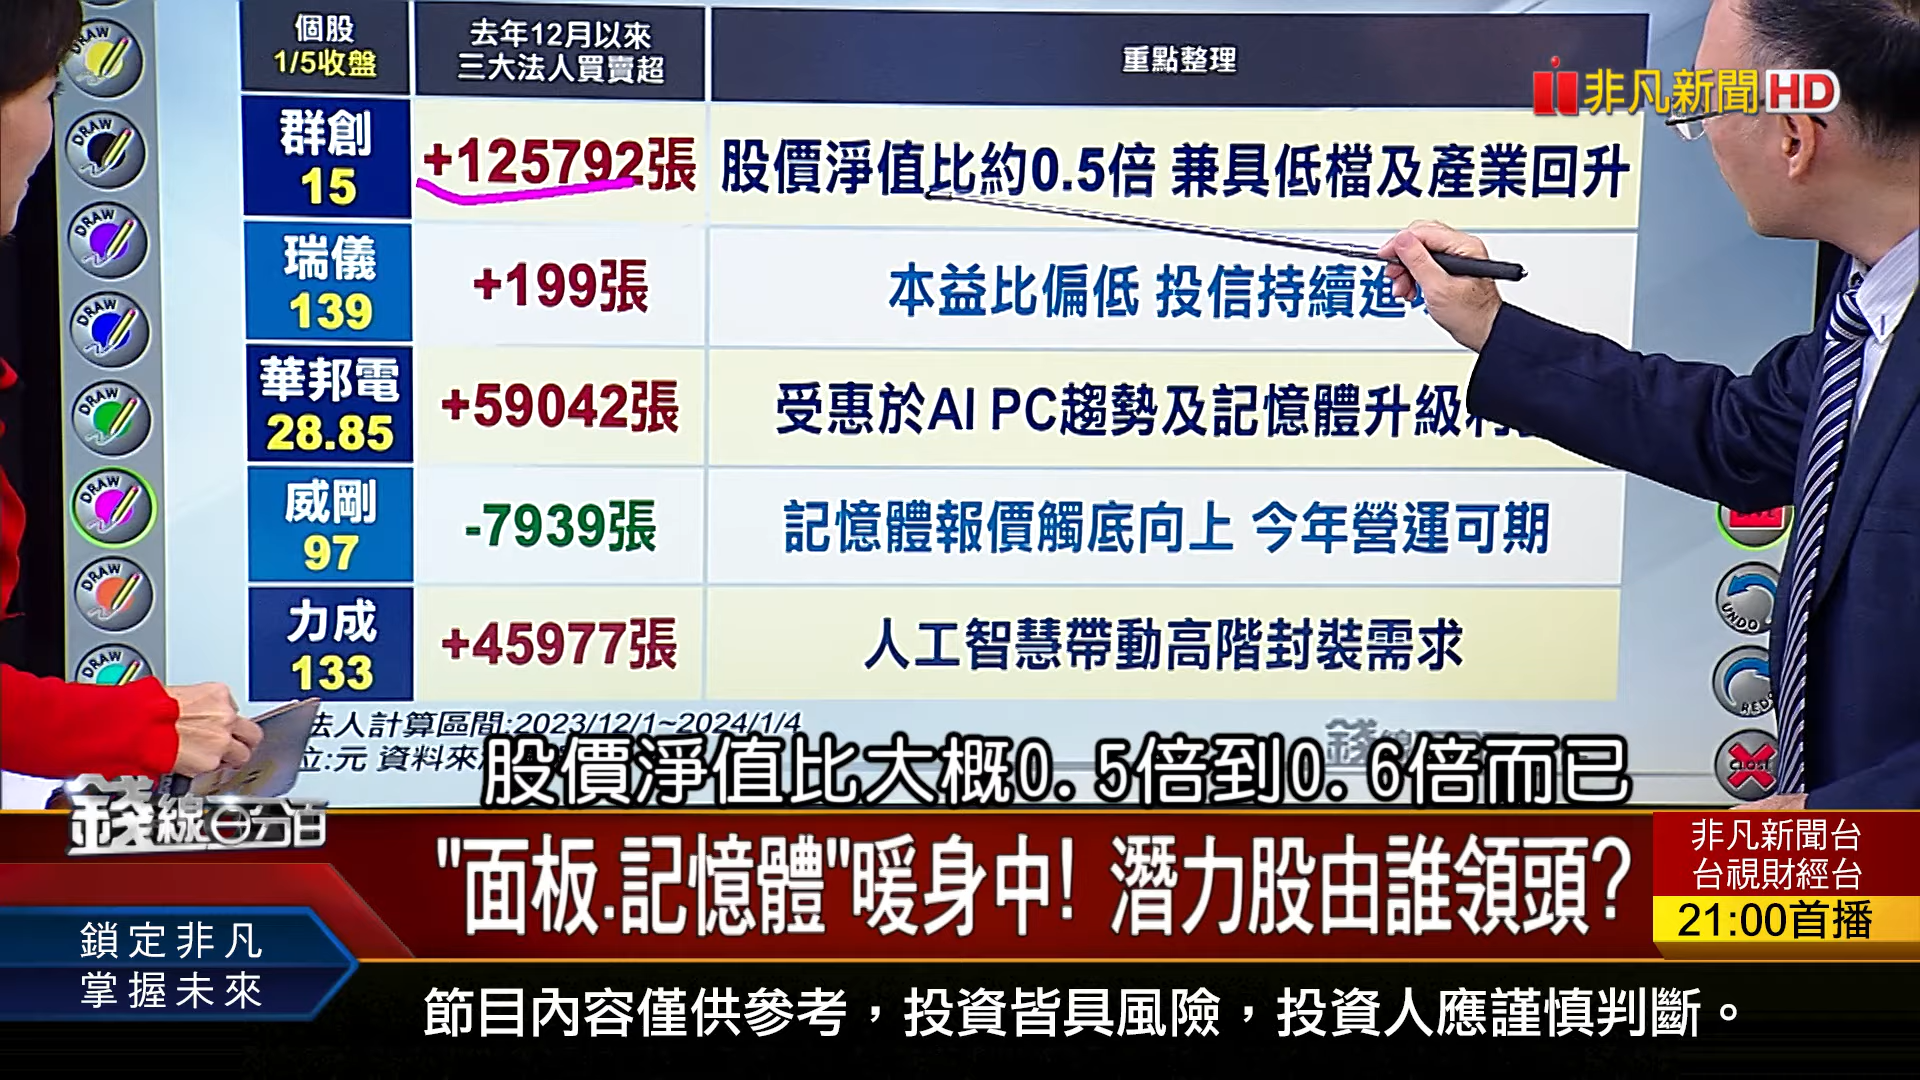 個股
1/5收盤
去年12月以來
三大法人買賣超
重點整理
非凡新聞HD
群創
15
+125792張
股價淨值比約0.5倍 兼具低檔及產業回升
瑞儀
139
+199張
本益比偏低 投信持續進
華邦電
28.85
+59042張
受惠於AI PC趨勢及記憶體升級
威剛
97
-7939張
記憶體報價觸底向上 今年營運可期
力成
133
+45977張
人工智慧帶動高階封裝需求
DRAW
DRAW
DRAW
DRAW
DRAW
DRAW
DRAW
DRAW
UNDO
CLOSE
法人計算區間:2023/12/1~2024/1/4
位:元 資料來
股價淨值比大概0.5倍到0.6倍而已
錢線百分百
"面板.記憶體"暖身中! 潛力股由誰領頭?
非凡新聞台
台視財經台
21:00首播
鎖定非凡
掌握未來
節目內容僅供參考，投資皆具風險，投資人應謹慎判斷。